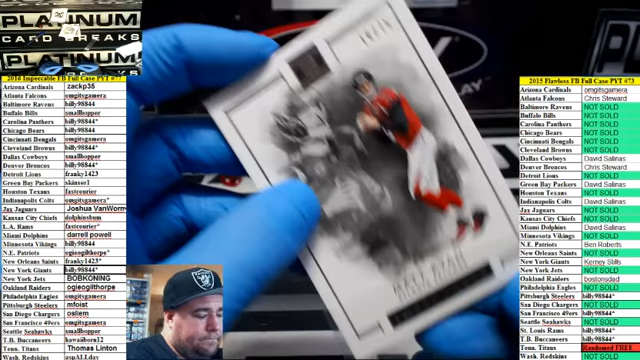 PLATINUM
CARD BREAKS
PLATINUM
2016 Impeccable FB Full Case PYT #77
Arizona Cardinals zackp35
Atlanta Falcons omgitsgamera
Baltimore Ravens billy98844
Buffalo Bills smallhopper
Carolina Panthers billy98844*
Chicago Bears billy98844
Cincinnati Bengals omgitsgamera
Cleveland Browns billy98844*
Dallas Cowboys smallhopper
Denver Broncos billy98844*
Detroit Lions franky1423
Green Bay Packers skinser1
Houston Texans fastcourier
Indianapolis Colts omgitsgamera*
Jax Jaguars Joshua VanWorm
Kansas City Chiefs dolphinsbum
L.A. Rams fastcourier*
Miami Dolphins darrell powell
Minnesota Vikings billy98844
N.E. Patriots ogieogilthorpe*
New Orleans Saints franky1423*
New York Giants billy98844*
New York Jets BOBKONING
Oakland Raiders ogieogilthorpe
Philadelphia Eagles omgitsgamera
Pittsburgh Steelers mfoist
San Diego Chargers osliem
San Francisco 49ers omgitsgamera
Seattle Seahawks smallhopper
T.B. Buccaneers hawaiiborn12
Tenn. Titans Thomas Linton
Wash. Redskins aspALLday
2015 Flawless FB Full Case PYT #73
Arizona Cardinals omgitsgamera
Atlanta Falcons Chris Steward
Baltimore Ravens NOT SOLD
Buffalo Bills NOT SOLD
Carolina Panthers NOT SOLD
Chicago Bears NOT SOLD
Cincinnati Bengals NOT SOLD
Cleveland Browns NOT SOLD
Dallas Cowboys David Salinas
Denver Broncos Chris Steward
Detroit Lions NOT SOLD
Green Bay Packers David Salinas
Houston Texans NOT SOLD
Indianapolis Colts David Salinas
Jax Jaguars NOT SOLD
Kansas City Chiefs NOT SOLD
Miami Dolphins David Salinas
Minnesota Vikings NOT SOLD
N.E. Patriots Ben Roberts
New Orleans Saints NOT SOLD
New York Giants Kerney Stills
New York Jets NOT SOLD
Oakland Raiders bostonsdad
Philadelphia Eagles NOT SOLD
Pittsburgh Steelers billy98844*
San Diego Chargers NOT SOLD
San Francisco 49ers billy98844*
Seattle Seahawks NOT SOLD
St. Louis Rams billy98844*
T.B. Buccaneers billy98844*
Tenn. Titans Randomed FREE
Wash. Redskins NOT SOLD